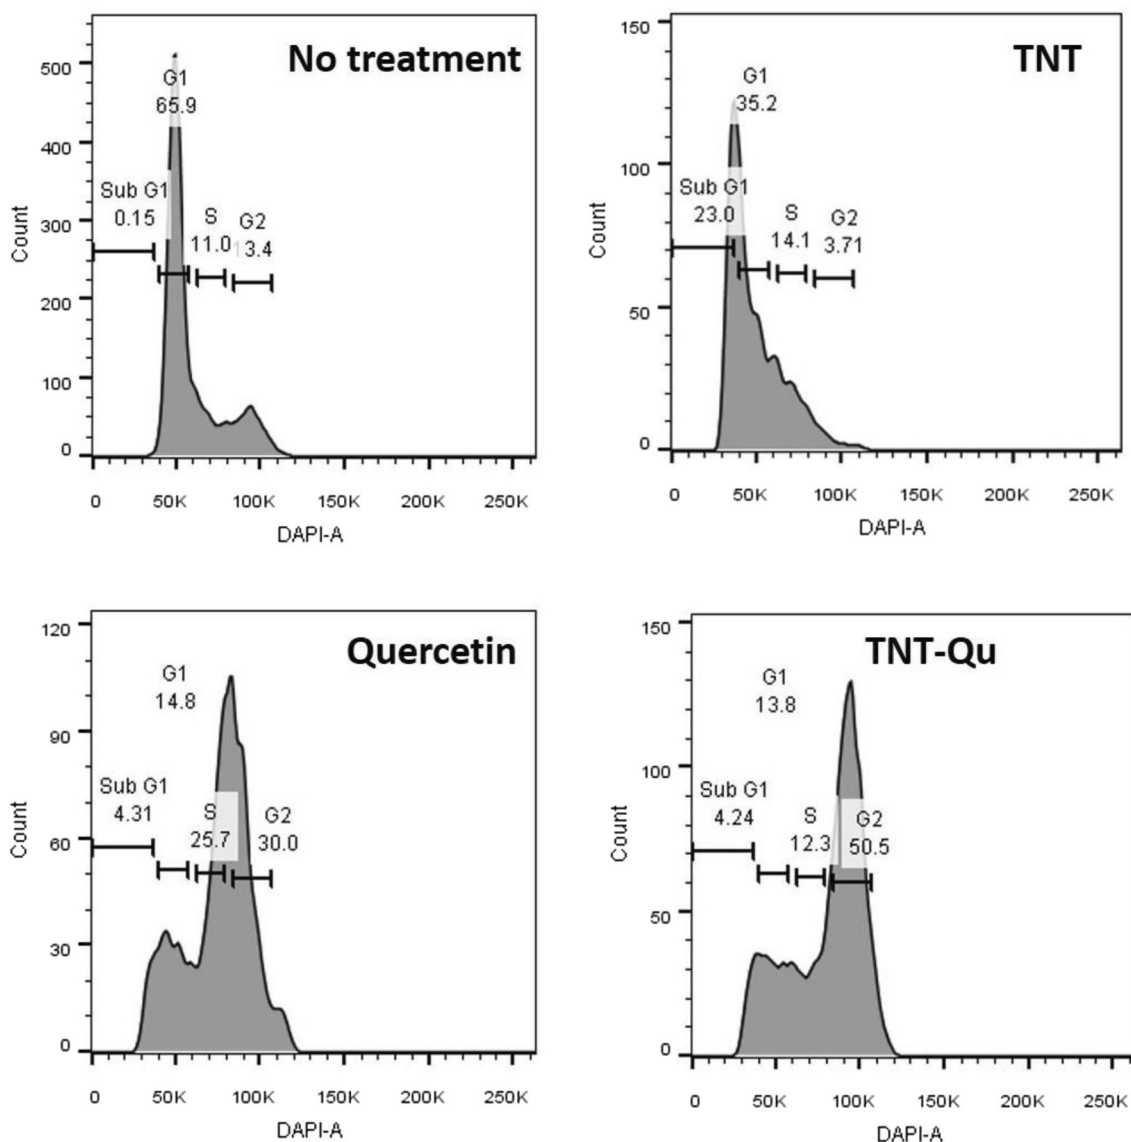 No treatment
500
400
300
200
100
0
Count
G1
65.9
Sub G1
0.15
S
11.0
G2
13.4
0 50K 100K 150K 200K 250K
DAPI-A
TNT
150
100
50
0
Count
G1
35.2
Sub G1
23.0
S
14.1
G2
3.71
0 50K 100K 150K 200K 250K
DAPI-A
Quercetin
120
90
60
30
0
Count
G1
14.8
Sub G1
4.31
S
25.7
G2
30.0
0 50K 100K 150K 200K 250K
DAPI-A
TNT-Qu
150
100
50
0
Count
G1
13.8
Sub G1
4.24
S
12.3
G2
50.5
0 50K 100K 150K 200K 250K
DAPI-A